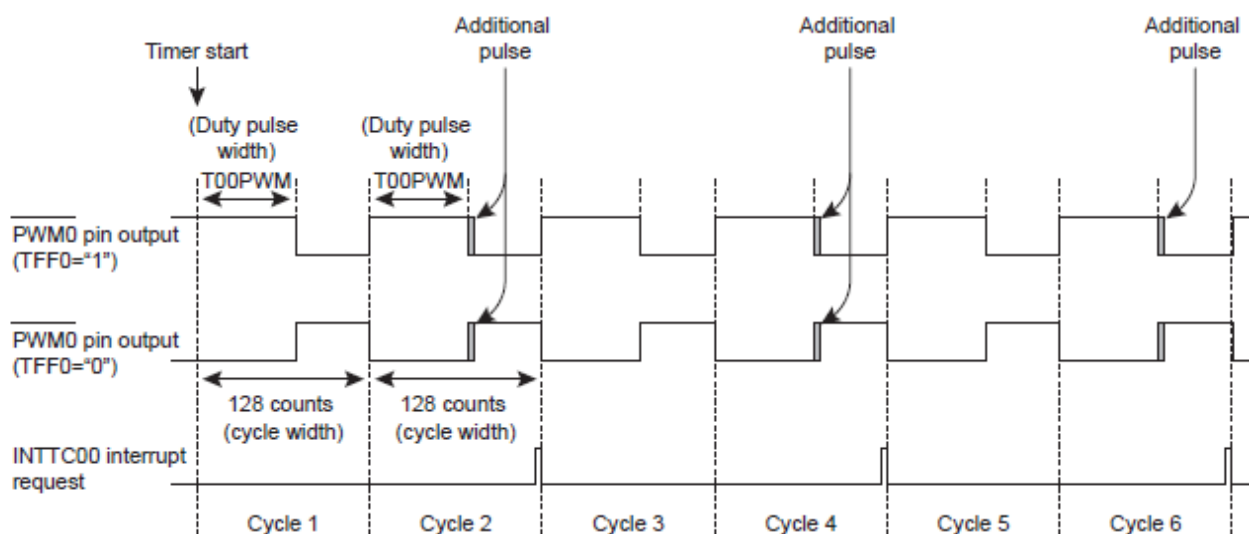 Additional
pulse
Additional
pulse
Additional
pulse
Timer start
(Duty pulse
width)
T00PWM
(Duty pulse
width)
T00PWM
PWM0 pin output
(TFF0=“1”)
PWM0 pin output
(TFF0=“0”)
128 counts
(cycle width)
128 counts
(cycle width)
INTTC00 interrupt
request
Cycle 1
Cycle 2
Cycle 3
Cycle 4
Cycle 5
Cycle 6